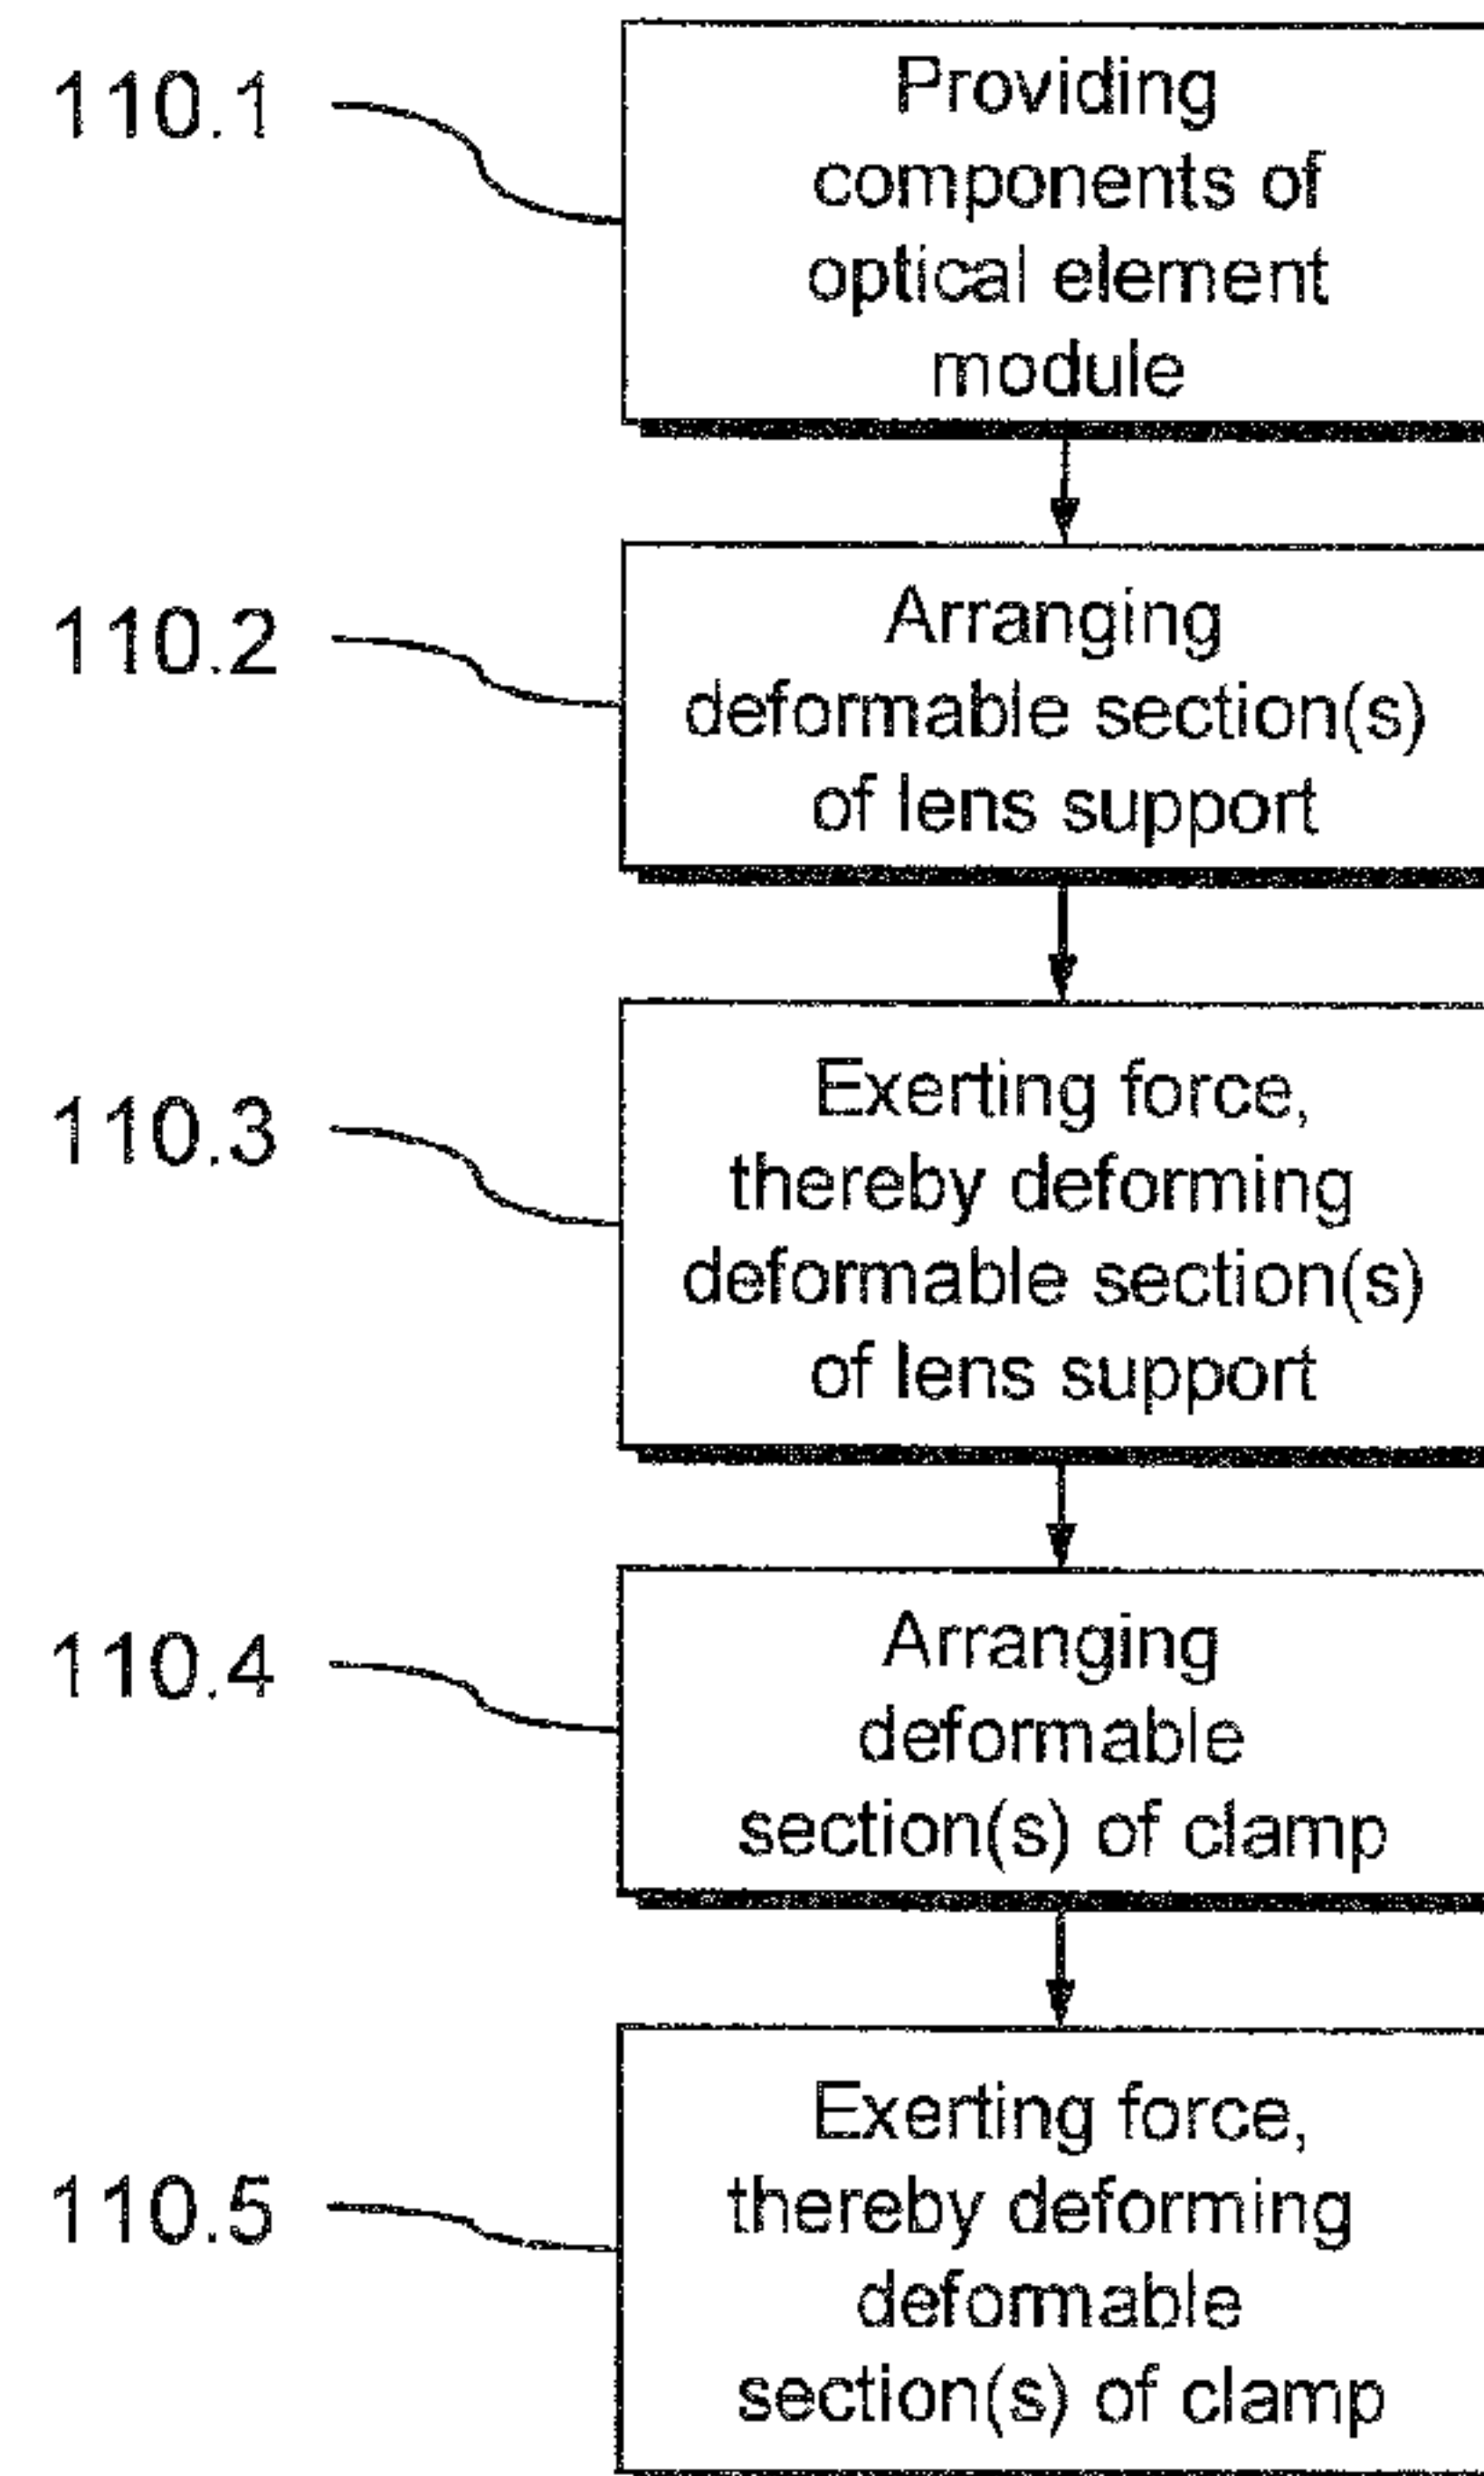 110.1
Providing
components of
optical element
module
110.2
Arranging
deformable section(s)
of lens support
110.3
Exerting force,
thereby deforming
deformable section(s)
of lens support
110.4
Arranging
deformable
section(s) of clamp
110.5
Exerting force,
thereby deforming
deformable
section(s) of clamp